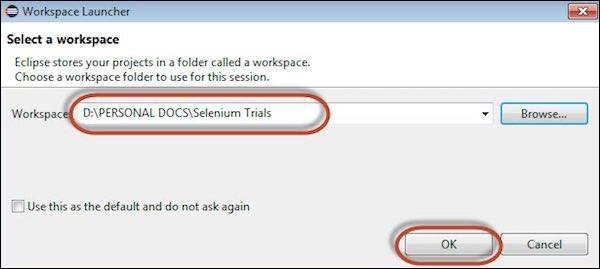 Workspace Launcher
Select a workspace
Eclipse stores your projects in a folder called a workspace.
Choose a workspace folder to use for this session.
Workspace D:\PERSONAL DOCS\Selenium Trials Browse...
Use this as the default and do not ask again
OK Cancel